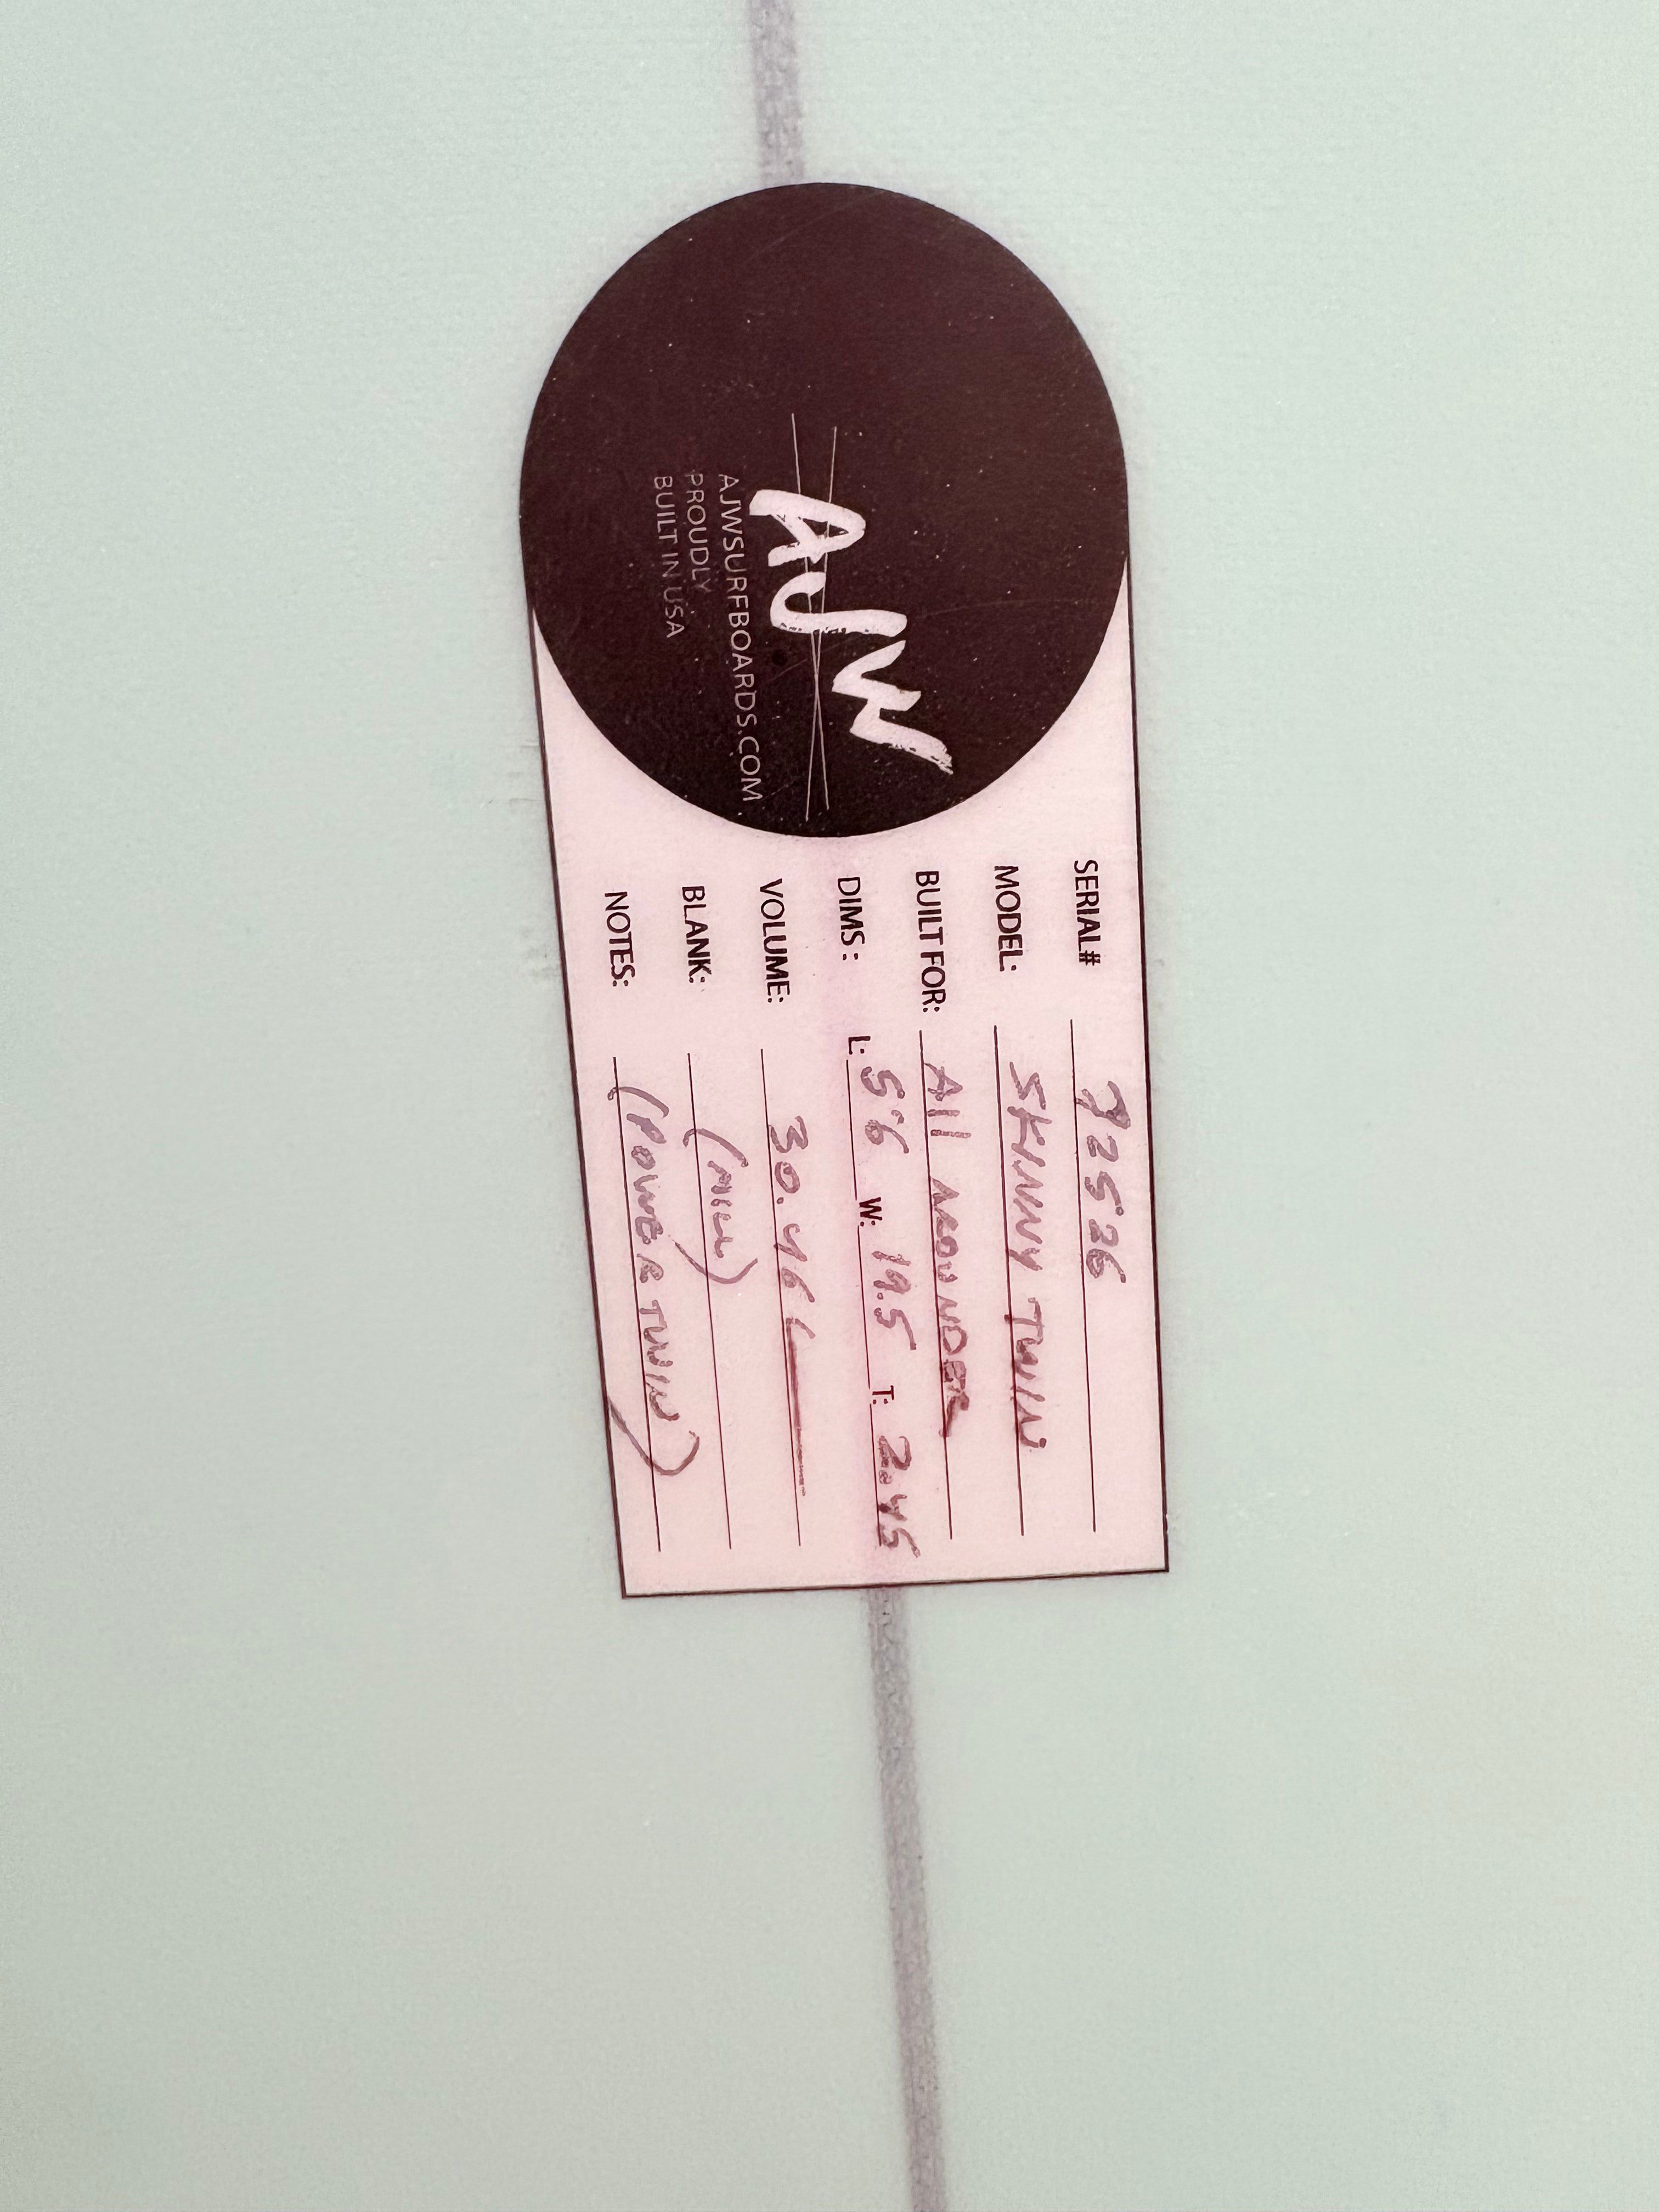 AJW
AJWSURFBOARDS.COM
PROUDLY
BUILT IN USA
SERIAL# 72526
MODEL: SKINNY TWIN
BUILT FOR: All AROUNDER
DIMS: L: 5'6 W: 19.5 T: 2.45
VOLUME: 30.46 L
BLANK: (MILL)
NOTES: (POWER TWIN)